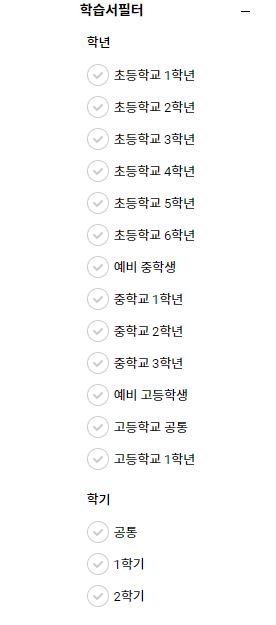 학습서필터
학년
초등학교 1학년
초등학교 2학년
초등학교 3학년
초등학교 4학년
초등학교 5학년
초등학교 6학년
예비 중학생
중학교 1학년
중학교 2학년
중학교 3학년
예비 고등학생
고등학교 공통
고등학교 1학년
학기
공통
1학기
2학기